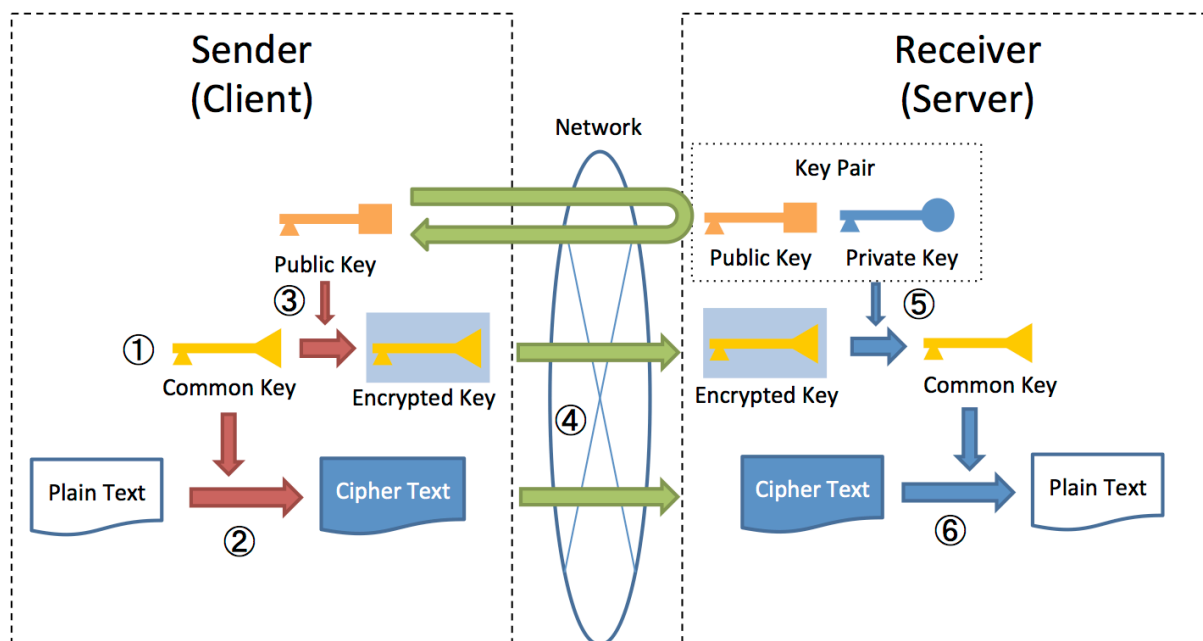 Sender
(Client)
Receiver
(Server)
Network
Key Pair
Public Key
Public Key
Private Key
③
⑤
①
Common Key
Encrypted Key
Encrypted Key
Common Key
④
Plain Text
Cipher Text
Cipher Text
Plain Text
②
⑥